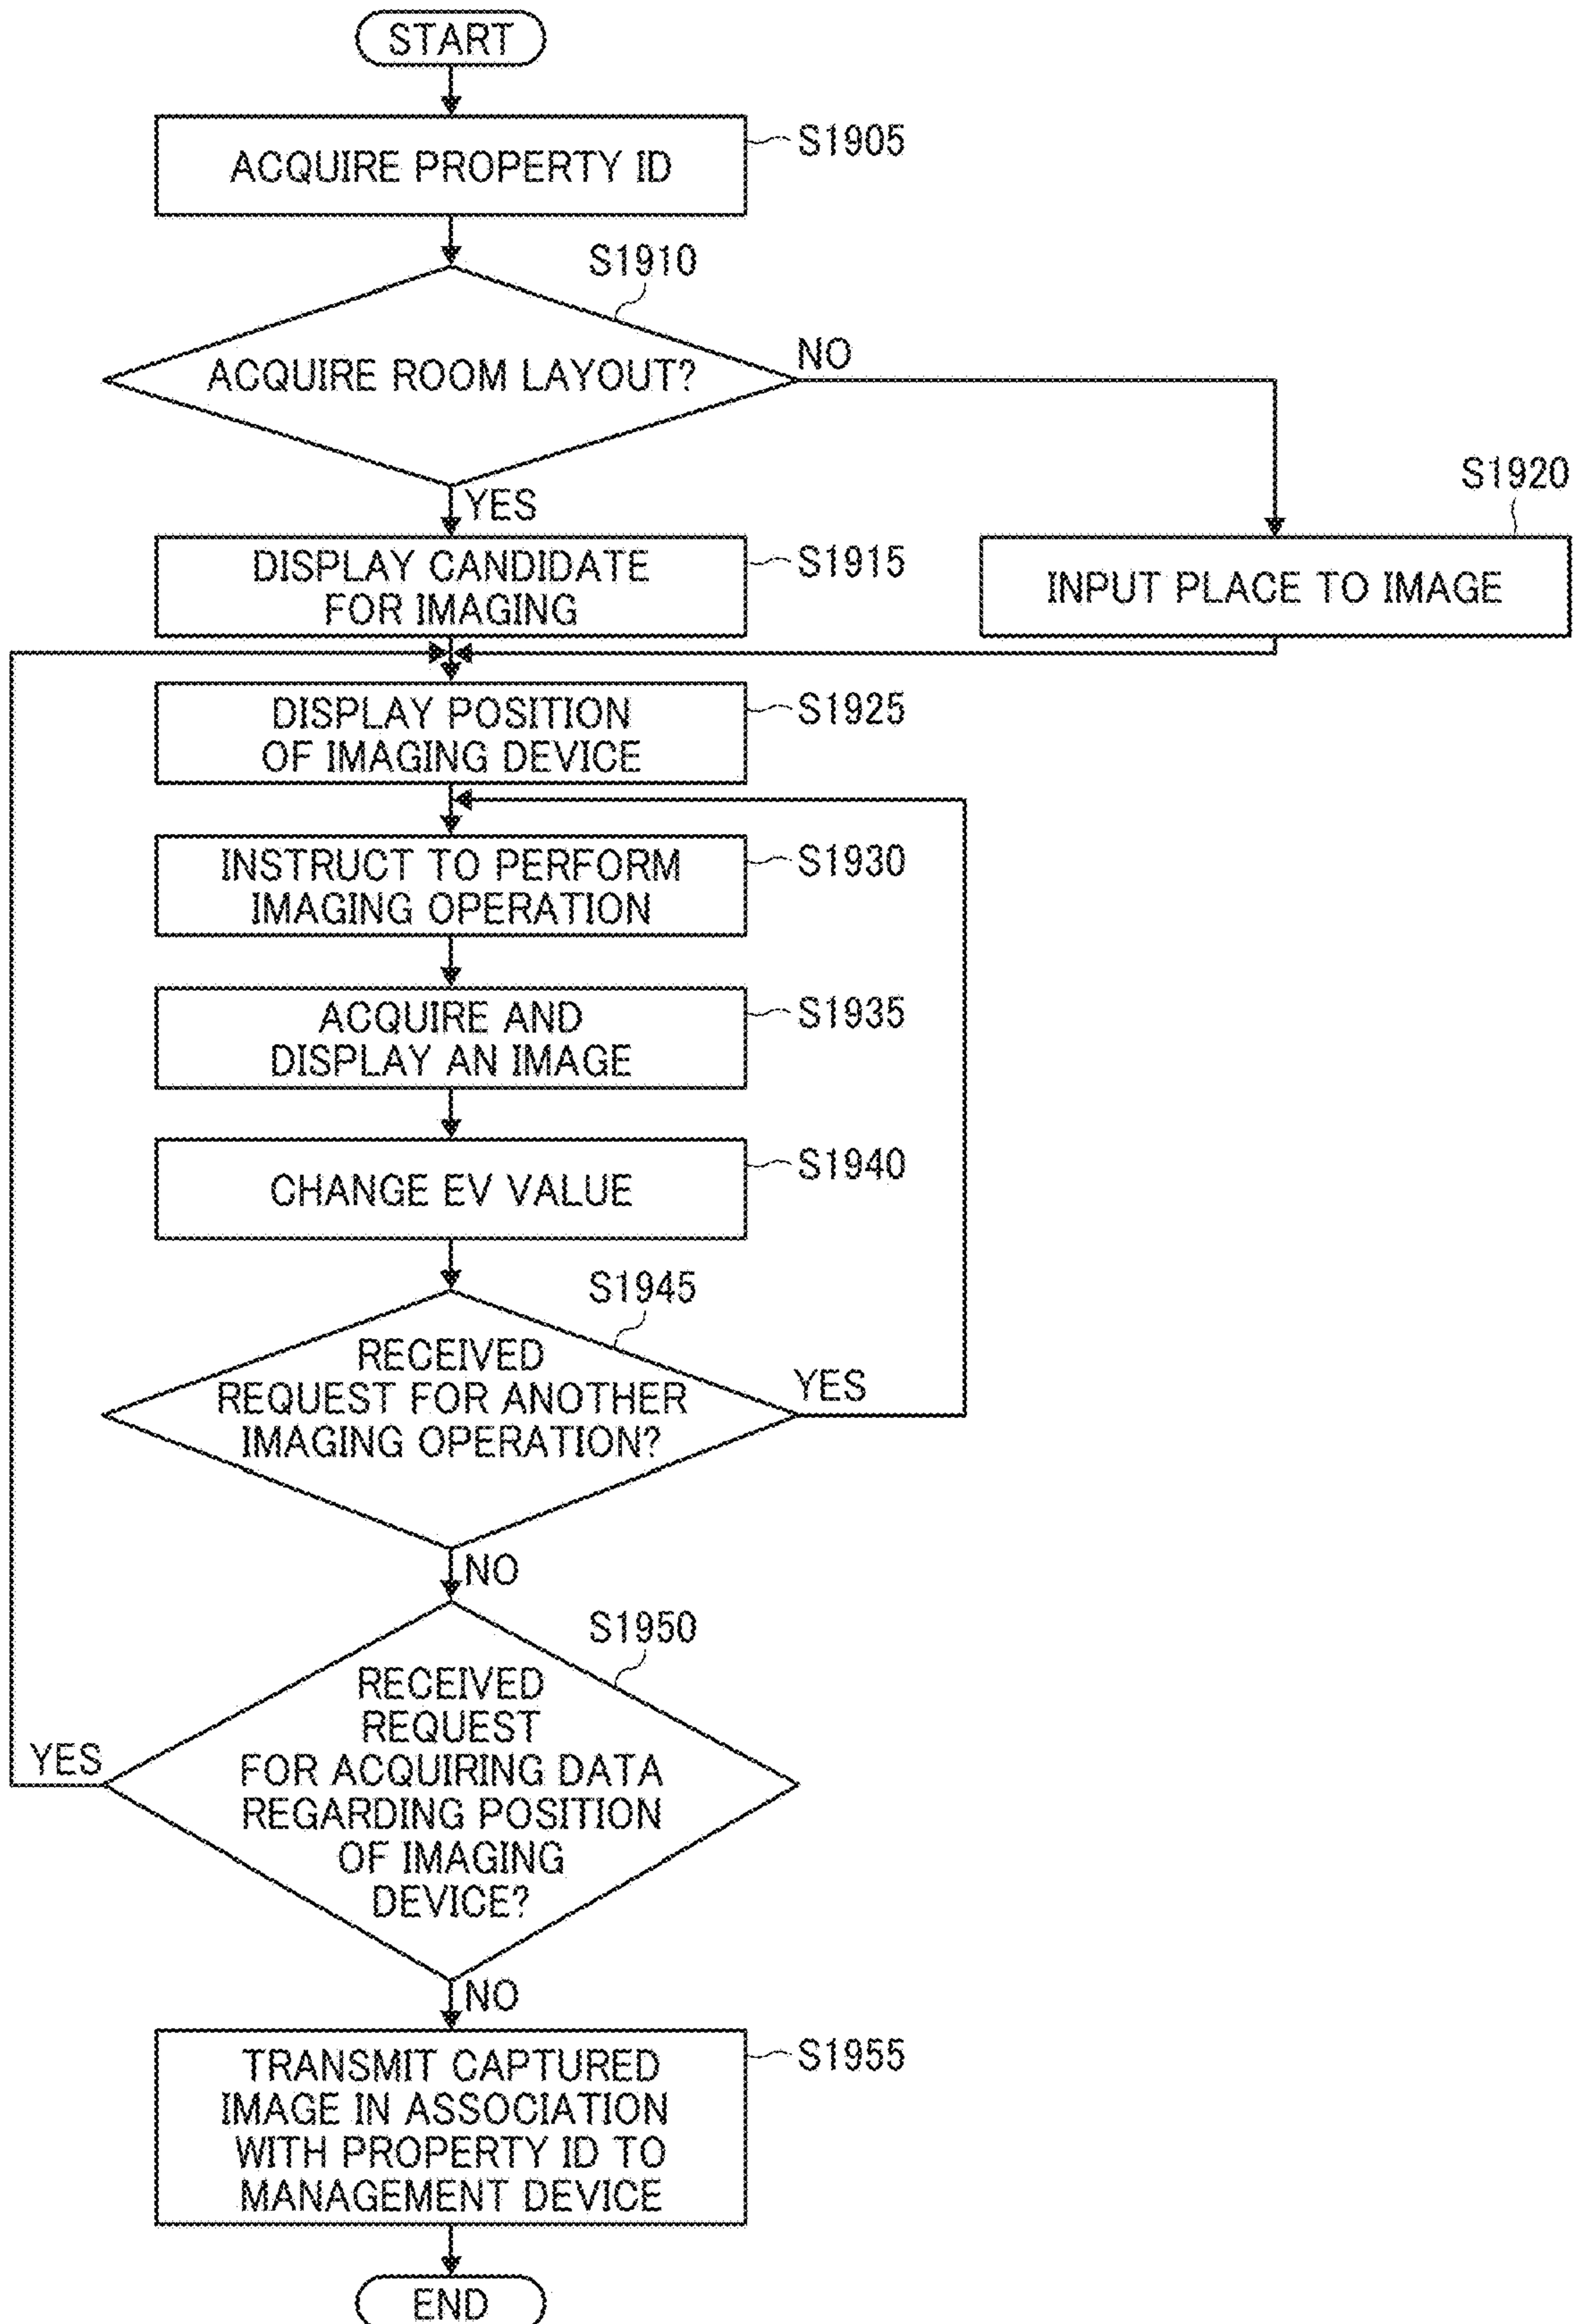 START
ACQUIRE PROPERTY ID
S1905
S1910
ACQUIRE ROOM LAYOUT?
NO
YES
S1920
DISPLAY CANDIDATE
FOR IMAGING
S1915
INPUT PLACE TO IMAGE
DISPLAY POSITION
OF IMAGING DEVICE
S1925
INSTRUCT TO PERFORM
IMAGING OPERATION
S1930
ACQUIRE AND
DISPLAY AN IMAGE
S1935
CHANGE EV VALUE
S1940
S1945
RECEIVED
REQUEST FOR ANOTHER
IMAGING OPERATION?
YES
NO
S1950
RECEIVED
REQUEST
FOR ACQUIRING DATA
REGARDING POSITION
OF IMAGING
DEVICE?
YES
NO
TRANSMIT CAPTURED
IMAGE IN ASSOCIATION
WITH PROPERTY ID TO
MANAGEMENT DEVICE
S1955
END